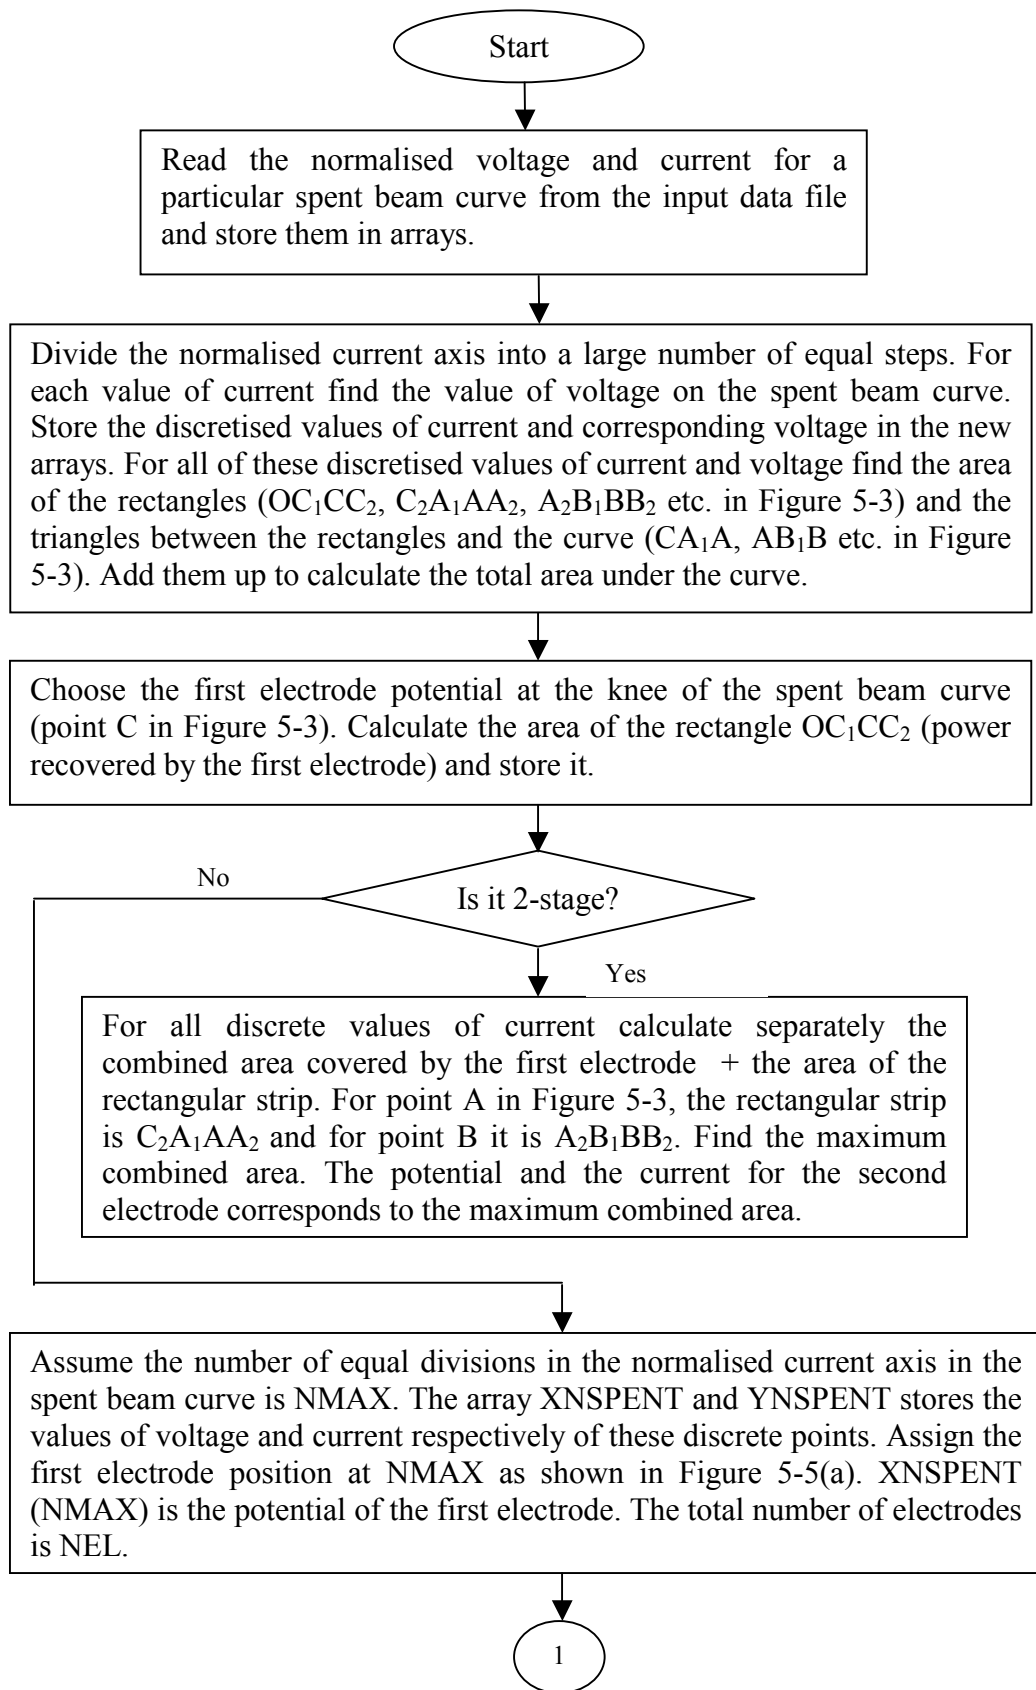 Start
Read the normalised voltage and current for a
particular spent beam curve from the input data file
and store them in arrays.
Divide the normalised current axis into a large number of equal steps. For
each value of current find the value of voltage on the spent beam curve.
Store the discretised values of current and corresponding voltage in the new
arrays. For all of these discretised values of current and voltage find the area
of the rectangles (OC₁CC₂, C₂A₁AA₂, A₂B₁BB₂ etc. in Figure 5-3) and the
triangles between the rectangles and the curve (CA₁A, AB₁B etc. in Figure
5-3). Add them up to calculate the total area under the curve.
Choose the first electrode potential at the knee of the spent beam curve
(point C in Figure 5-3). Calculate the area of the rectangle OC₁CC₂ (power
recovered by the first electrode) and store it.
No
Is it 2-stage?
Yes
For all discrete values of current calculate separately the
combined area covered by the first electrode + the area of the
rectangular strip. For point A in Figure 5-3, the rectangular strip
is C₂A₁AA₂ and for point B it is A₂B₁BB₂. Find the maximum
combined area. The potential and the current for the second
electrode corresponds to the maximum combined area.
Assume the number of equal divisions in the normalised current axis in the
spent beam curve is NMAX. The array XNSPENT and YNSPENT stores the
values of voltage and current respectively of these discrete points. Assign the
first electrode position at NMAX as shown in Figure 5-5(a). XNSPENT
(NMAX) is the potential of the first electrode. The total number of electrodes
is NEL.
1